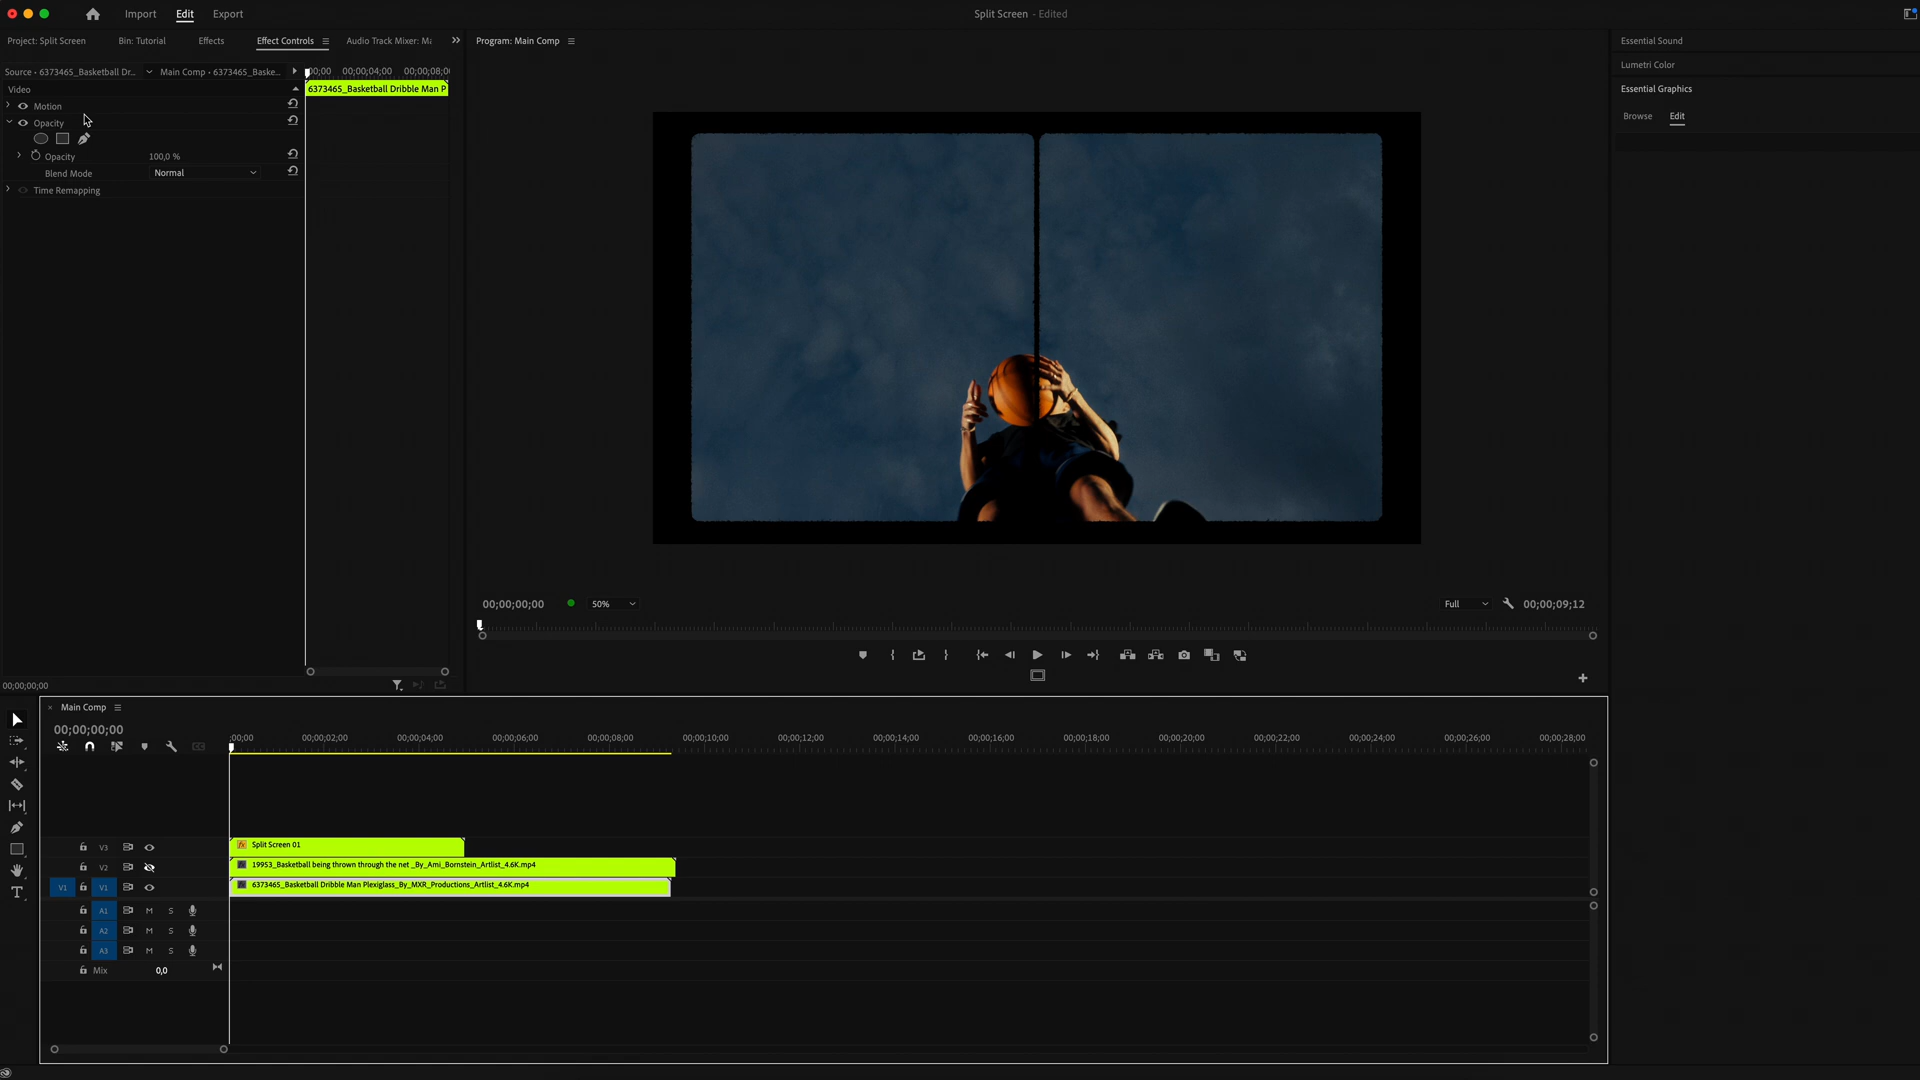 Import Edit Export Split Screen - Edited
Project: Split Screen Bin: Tutorial Effects Effect Controls Audio Track Mixer: Ma Program: Main Comp Essential Sound
Lumetri Color
Source • 6373465_Basketball Dr... Main Comp • 6373465_Baske... 00;00 00;00;04;00 00;00;08;0
Video 6373465_Basketball Dribble Man P Essential Graphics
Motion
Browse Edit
Opacity
Opacity 100,0 %
Blend Mode Normal
Time Remapping
00;00;00;00 50% Full 00;00;09;12
00;00;00;00
Main Comp
00;00;00;00
;00;00 00;00;02;00 00;00;04;00 00;00;06;00 00;00;08;00 00;00;10;00 00;00;12;00 00;00;14;00 00;00;16;00 00;00;18;00 00;00;20;00 00;00;22;00 00;00;24;00 00;00;26;00 00;00;28;00
V3 fx Split Screen 01
V2 fx 19953_Basketball being thrown through the net _By_Ami_Bornstein_Artlist_4.6K.mp4
V1 V1 fx 6373465_Basketball Dribble Man Plexiglass_By_MXR_Productions_Artlist_4.6K.mp4
A1 M S
A2 M S
A3 M S
Mix 0,0